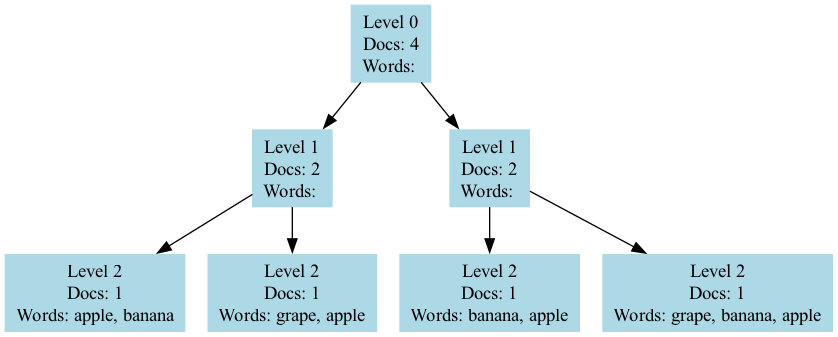 Level 0
Docs: 4
Words:
Level 1
Docs: 2
Words:
Level 1
Docs: 2
Words:
Level 2
Docs: 1
Words: apple, banana
Level 2
Docs: 1
Words: grape, apple
Level 2
Docs: 1
Words: banana, apple
Level 2
Docs: 1
Words: grape, banana, apple